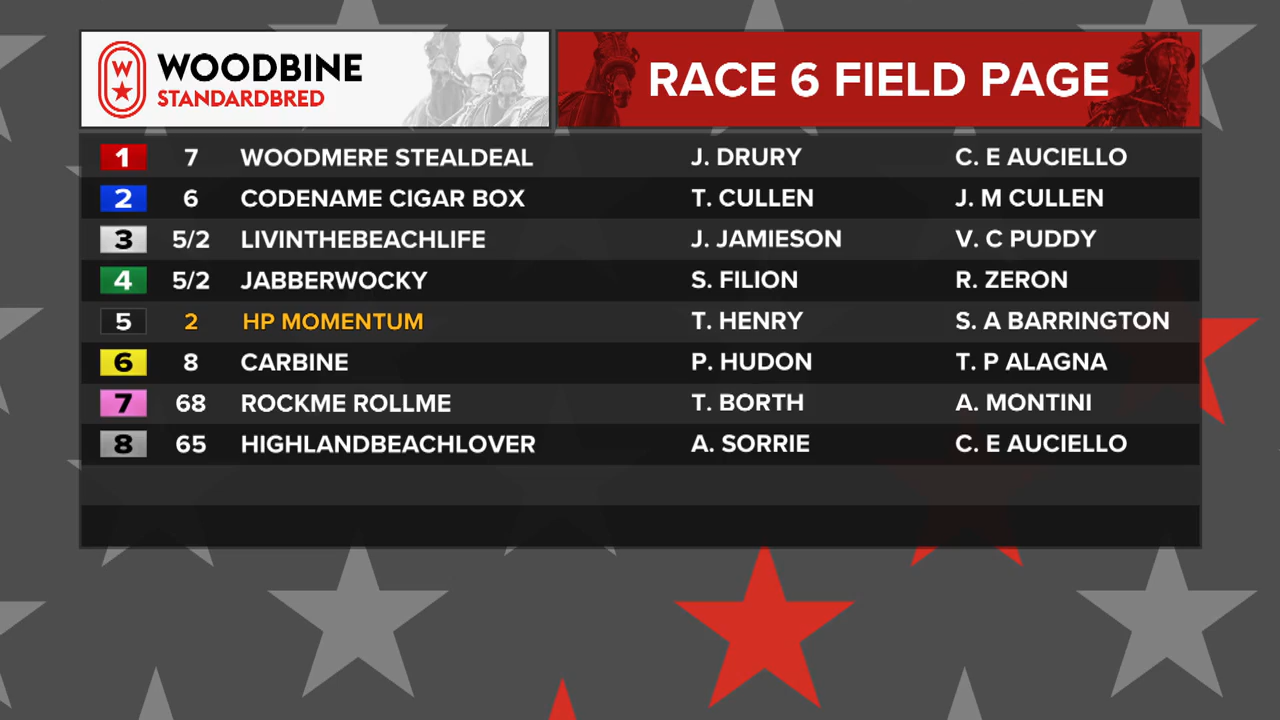 W WOODBINE
STANDARDBRED
RACE 6 FIELD PAGE
1 7 WOODMERE STEALDEAL J. DRURY C. E AUCIELLO
2 6 CODENAME CIGAR BOX T. CULLEN J. M CULLEN
3 5/2 LIVINTHEBEACHLIFE J. JAMIESON V. C PUDDY
4 5/2 JABBERWOCKY S. FILION R. ZERON
5 2 HP MOMENTUM T. HENRY S. A BARRINGTON
6 8 CARBINE P. HUDON T. P ALAGNA
7 68 ROCKME ROLLME T. BORTH A. MONTINI
8 65 HIGHLANDBEACHLOVER A. SORRIE C. E AUCIELLO